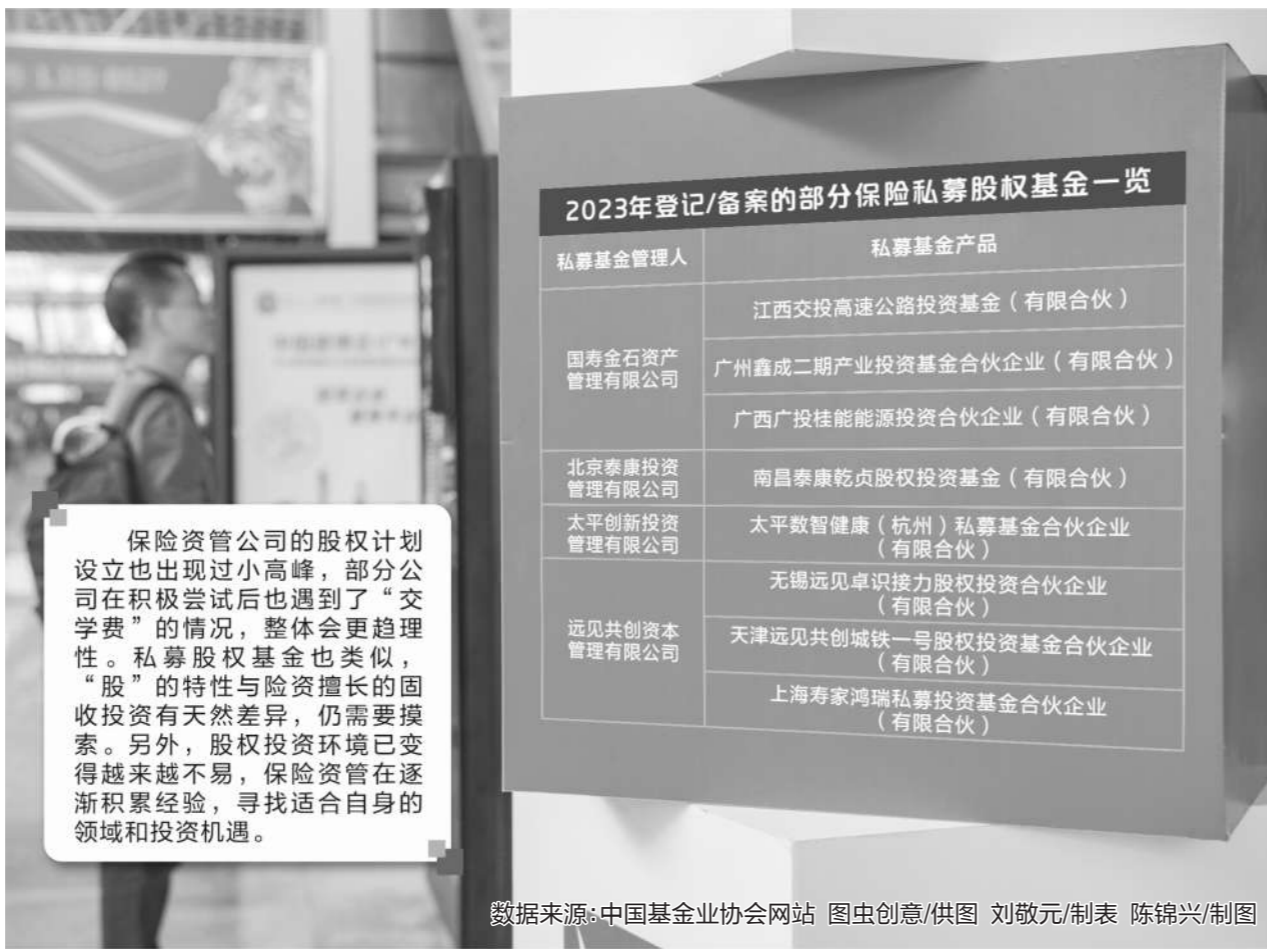 2023年登记/备案的部分保险私募股权基金一览
私募基金管理人
私募基金产品
国寿金石资产
管理有限公司
江西交投高速公路投资基金（有限合伙）
广州鑫成二期产业投资基金合伙企业（有限合伙）
广西广投桂能能源投资合伙企业（有限合伙）
北京泰康投资
管理有限公司
南昌泰康乾贞股权投资基金（有限合伙）
太平创新投资
管理有限公司
太平数智健康（杭州）私募基金合伙企业
（有限合伙）
远见共创资本
管理有限公司
无锡远见卓识接力股权投资合伙企业
（有限合伙）
天津远见共创城铁一号股权投资基金合伙企业
（有限合伙）
上海寿家鸿瑞私募投资基金合伙企业
（有限合伙）
保险资管公司的股权计划
设立也出现过小高峰，部分公
司在积极尝试后也遇到了“交
学费”的情况，整体会更趋理
性。私募股权基金也类似，
“股”的特性与险资擅长的固
收投资有天然差异，仍需要摸
索。另外，股权投资环境已变
得越来越不易，保险资管在逐
渐积累经验，寻找适合自身的
领域和投资机遇。
数据来源：中国基金业协会网站 图虫创意/供图 刘敬元/制表 陈锦兴/制图